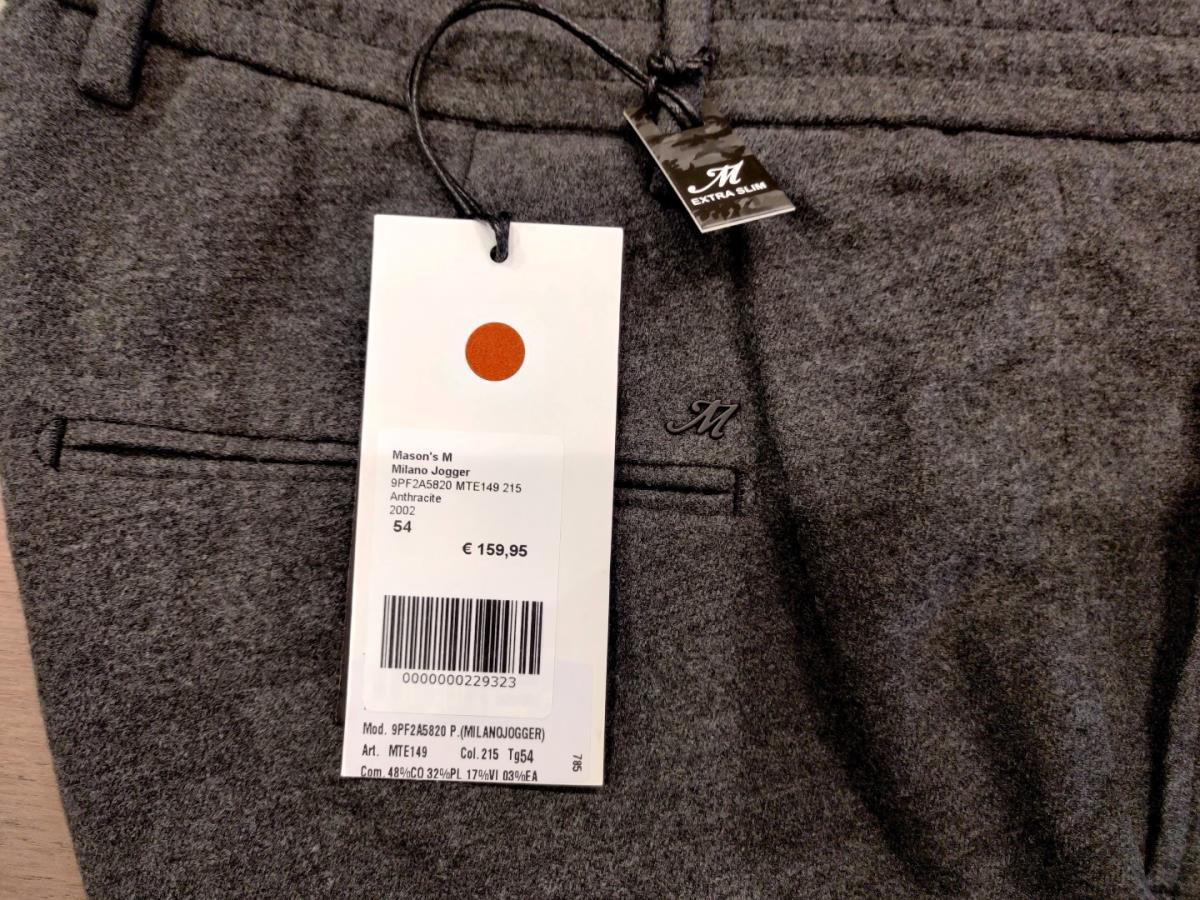 M
EXTRA SLIM
M
Mason's M
Milano Jogger
9PF2A5820 MTE149 215
Anthracite
2002
54
€ 159,95
0000000229323
Mod. 9PF2A5820 P.(MILANOJOGGER)
Art. MTE149 Col.215 Tg54
Com. 48%CO 32%PL 17%VI 03%EA
785